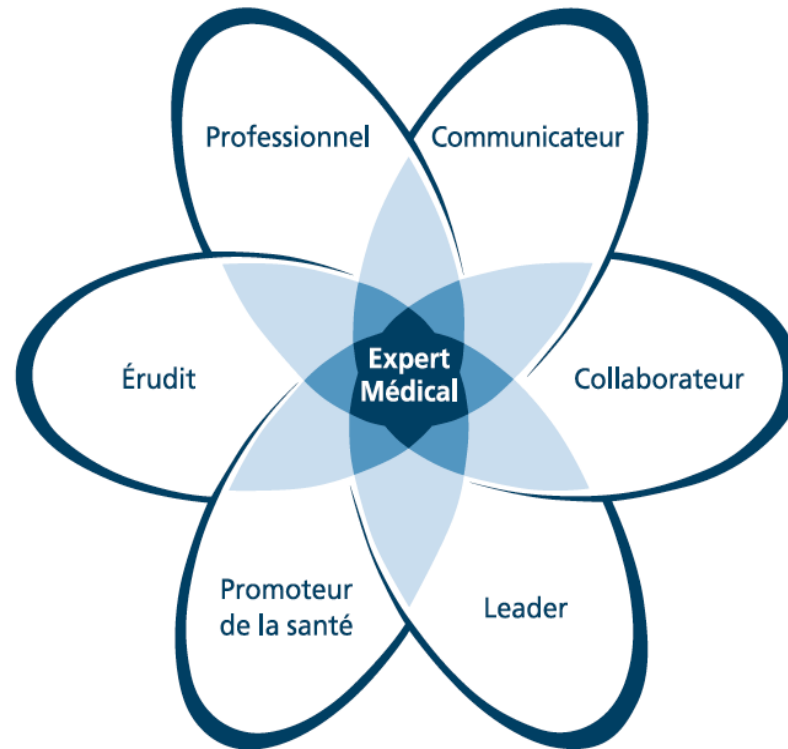 Professionnel
Communicateur
Érudit
Expert
Médical
Collaborateur
Promoteur
de la santé
Leader